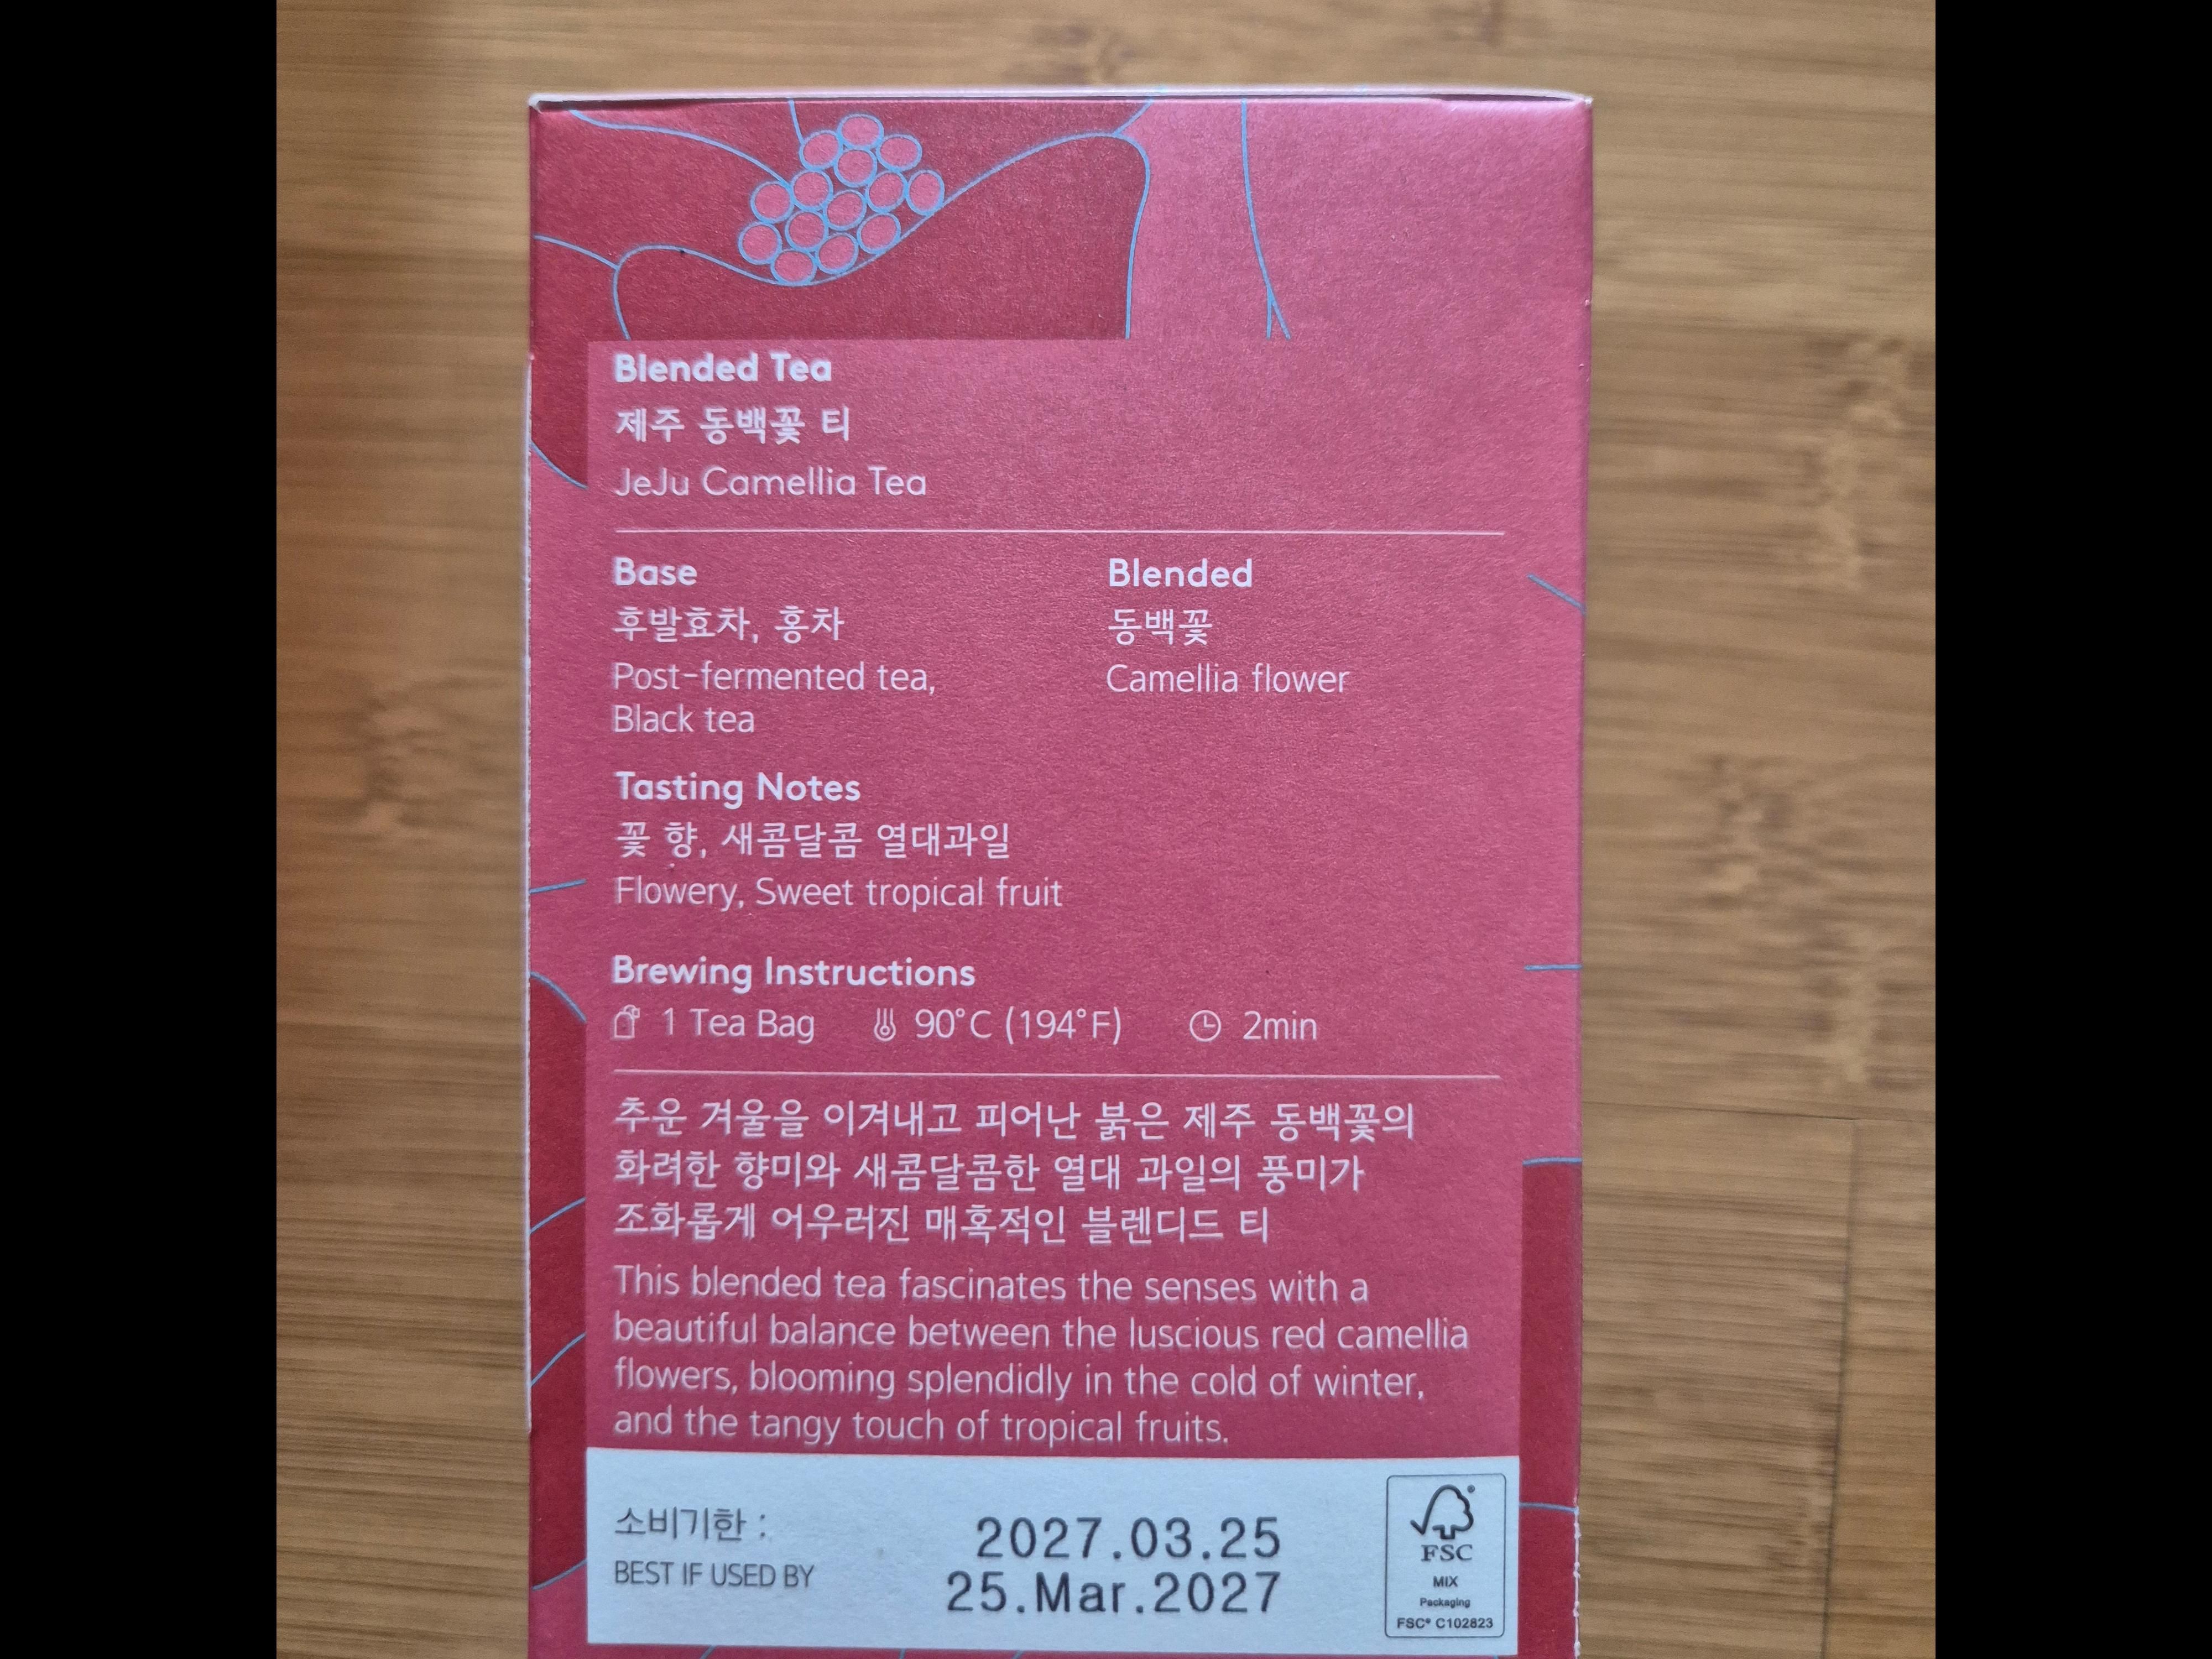 Blended Tea
제주 동백꽃 티
JeJu Camellia Tea
Base
후발효차, 홍차
Post-fermented tea,
Black tea
Blended
동백꽃
Camellia flower
Tasting Notes
꽃 향, 새콤달콤 열대과일
Flowery, Sweet tropical fruit
Brewing Instructions
1 Tea Bag 90°C (194°F) 2min
추운 겨울을 이겨내고 피어난 붉은 제주 동백꽃의
화려한 향미와 새콤달콤한 열대 과일의 풍미가
조화롭게 어우러진 매혹적인 블렌디드 티
This blended tea fascinates the senses with a
beautiful balance between the luscious red camellia
flowers, blooming splendidly in the cold of winter,
and the tangy touch of tropical fruits.
소비기한 :
BEST IF USED BY
2027.03.25
25.Mar.2027
FSC
MIX
Packaging
FSC® C102823